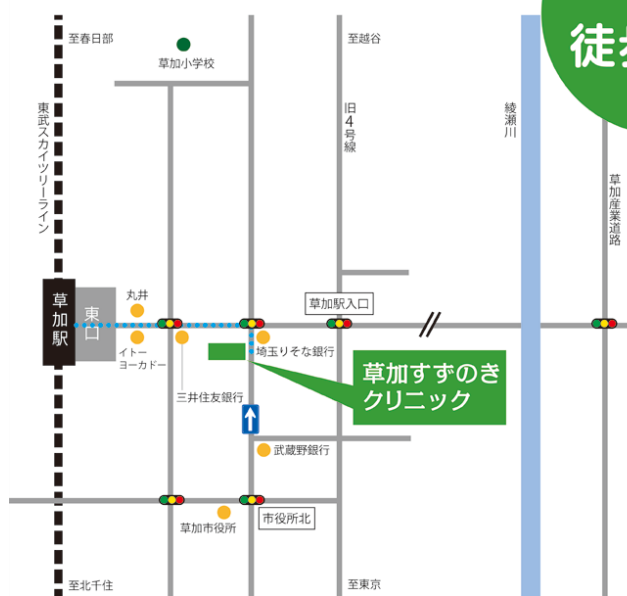 至春日部
草加小学校
至越谷
徒歩
東武スカイツリーライン
旧4号線
綾瀬川
草加産業道路
草加駅
東口
丸井
イトー
ヨーカドー
草加駅入口
三井住友銀行
埼玉りそな銀行
草加すずのき
クリニック
武蔵野銀行
草加市役所
市役所北
至北千住
至東京